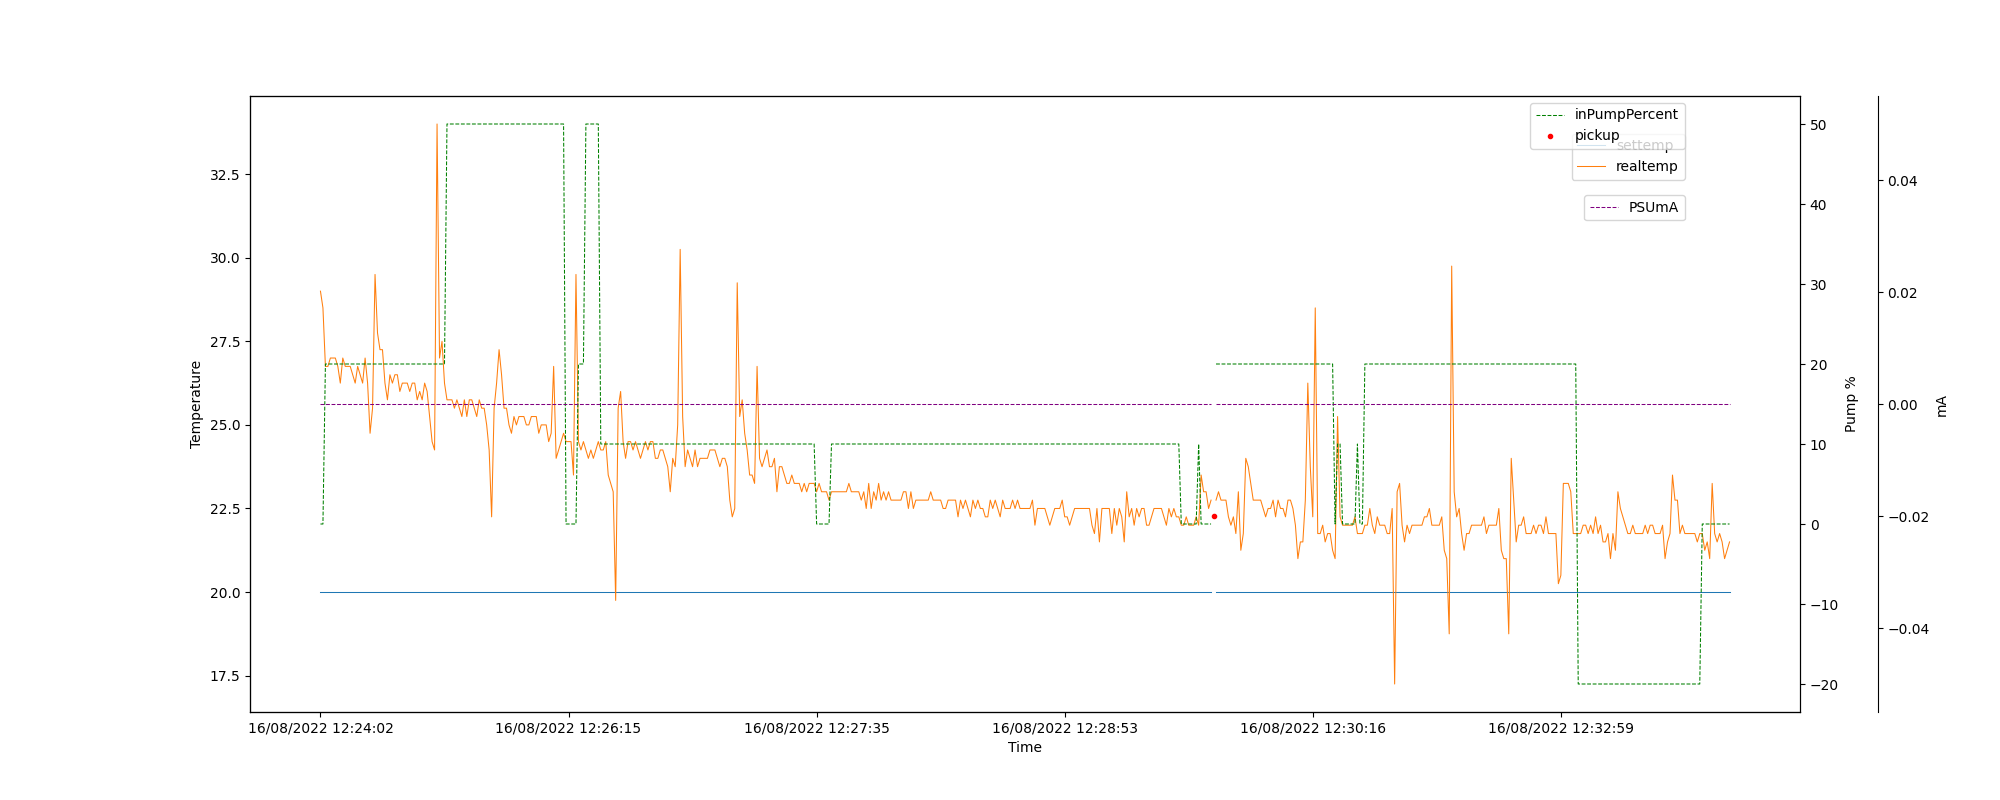 inPumpPercent
pickup
settemp
realtemp
PSUmA
32.5
30.0
27.5
25.0
22.5
20.0
17.5
Temperature
50
40
30
20
10
0
−10
−20
Pump %
0.04
0.02
0.00
−0.02
−0.04
mA
16/08/2022 12:24:02
16/08/2022 12:26:15
16/08/2022 12:27:35
16/08/2022 12:28:53
16/08/2022 12:30:16
16/08/2022 12:32:59
Time